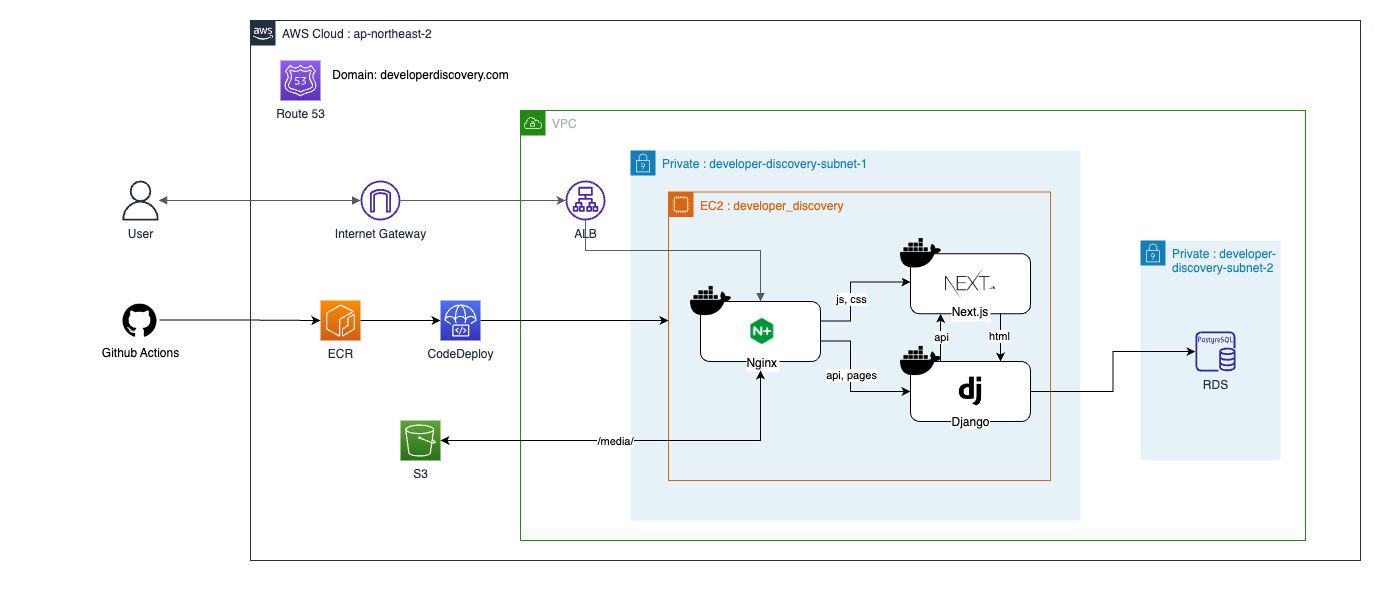 aws
AWS Cloud : ap-northeast-2
53
Domain: developerdiscovery.com
Route 53
VPC
Private : developer-discovery-subnet-1
EC2 : developer_discovery
User
Internet Gateway
ALB
Private : developer-
discovery-subnet-2
NEXT.JS
js, css
Next.js
N+
Nginx
api
html
PostgreSQL
Github Actions
ECR
CodeDeploy
api, pages
dj
Django
RDS
/media/
S3